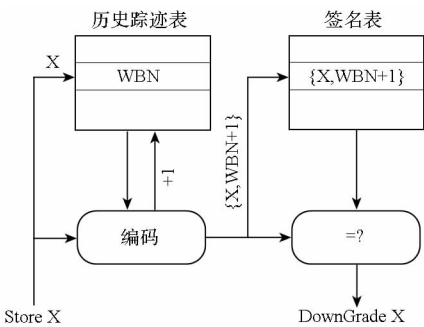 历史踪迹表
签名表
X
WBN
{X,WBN+1}
+1
{X,WBN+1}
编码
=?
Store X
DownGrade X